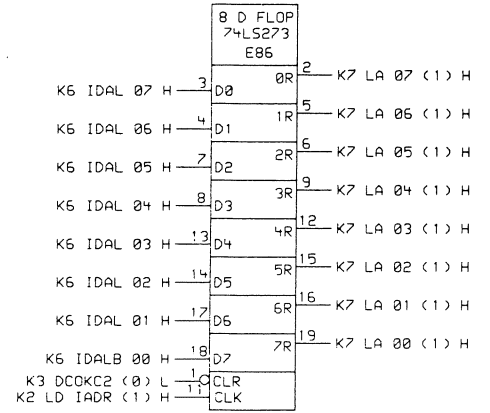 8 D FLOP
74LS273
E86
K6 IDAL 07 H 3 D0 0R 2 K7 LA 07 (1) H
K6 IDAL 06 H 4 D1 1R 5 K7 LA 06 (1) H
K6 IDAL 05 H 7 D2 2R 6 K7 LA 05 (1) H
K6 IDAL 04 H 8 D3 3R 9 K7 LA 04 (1) H
K6 IDAL 03 H 13 D4 4R 12 K7 LA 03 (1) H
K6 IDAL 02 H 14 D5 5R 15 K7 LA 02 (1) H
K6 IDAL 01 H 17 D6 6R 16 K7 LA 01 (1) H
K6 IDALB 00 H 18 D7 7R 19 K7 LA 00 (1) H
K3 DCOKC2 (0) L 1 CLR
K2 LD IADR (1) H 11 CLK